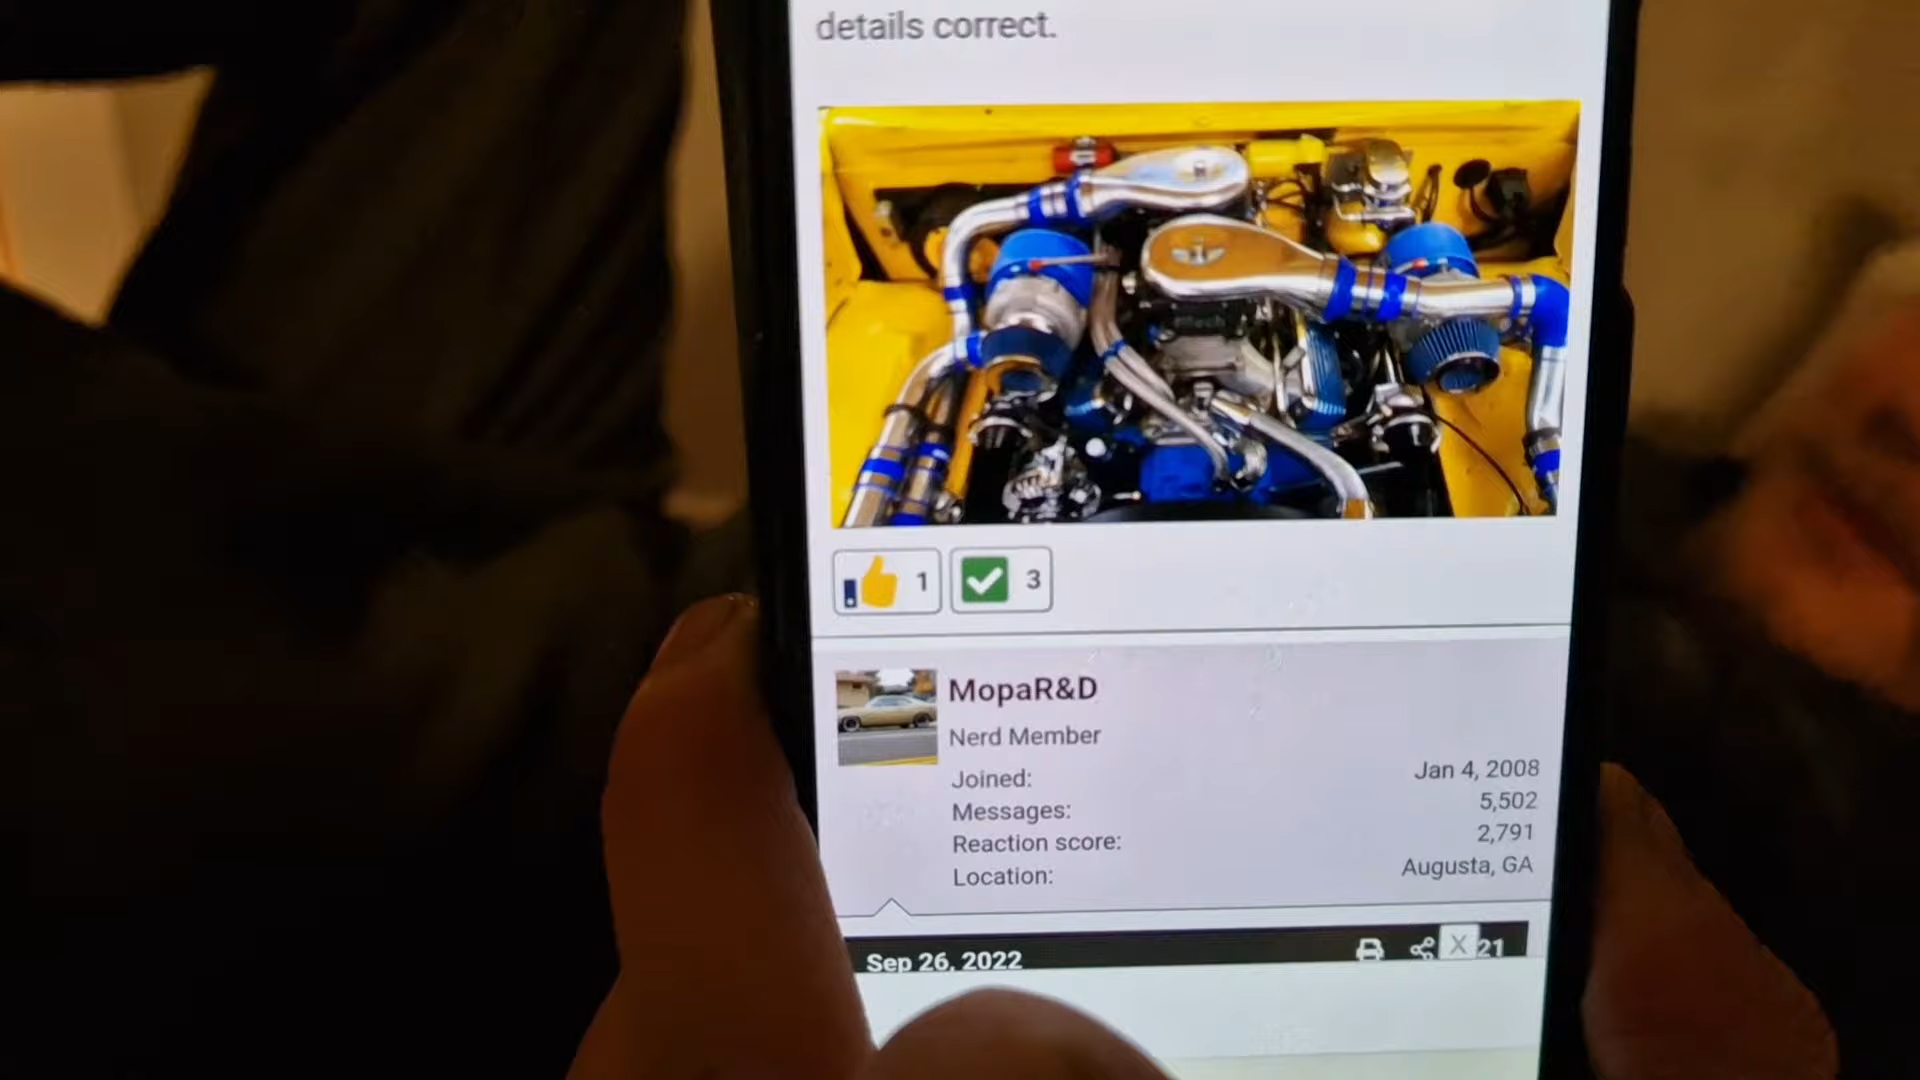 details correct.
1
3
MopaR&D
Nerd Member
Joined: Jan 4, 2008
Messages: 5,502
Reaction score: 2,791
Location: Augusta, GA
Sep 26, 2022 X 21